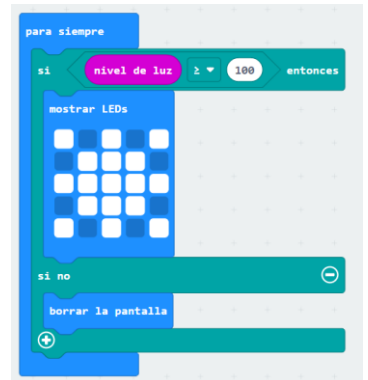 para siempre
si nivel de luz ≥ 100 entonces
mostrar LEDs
si no
borrar la pantalla